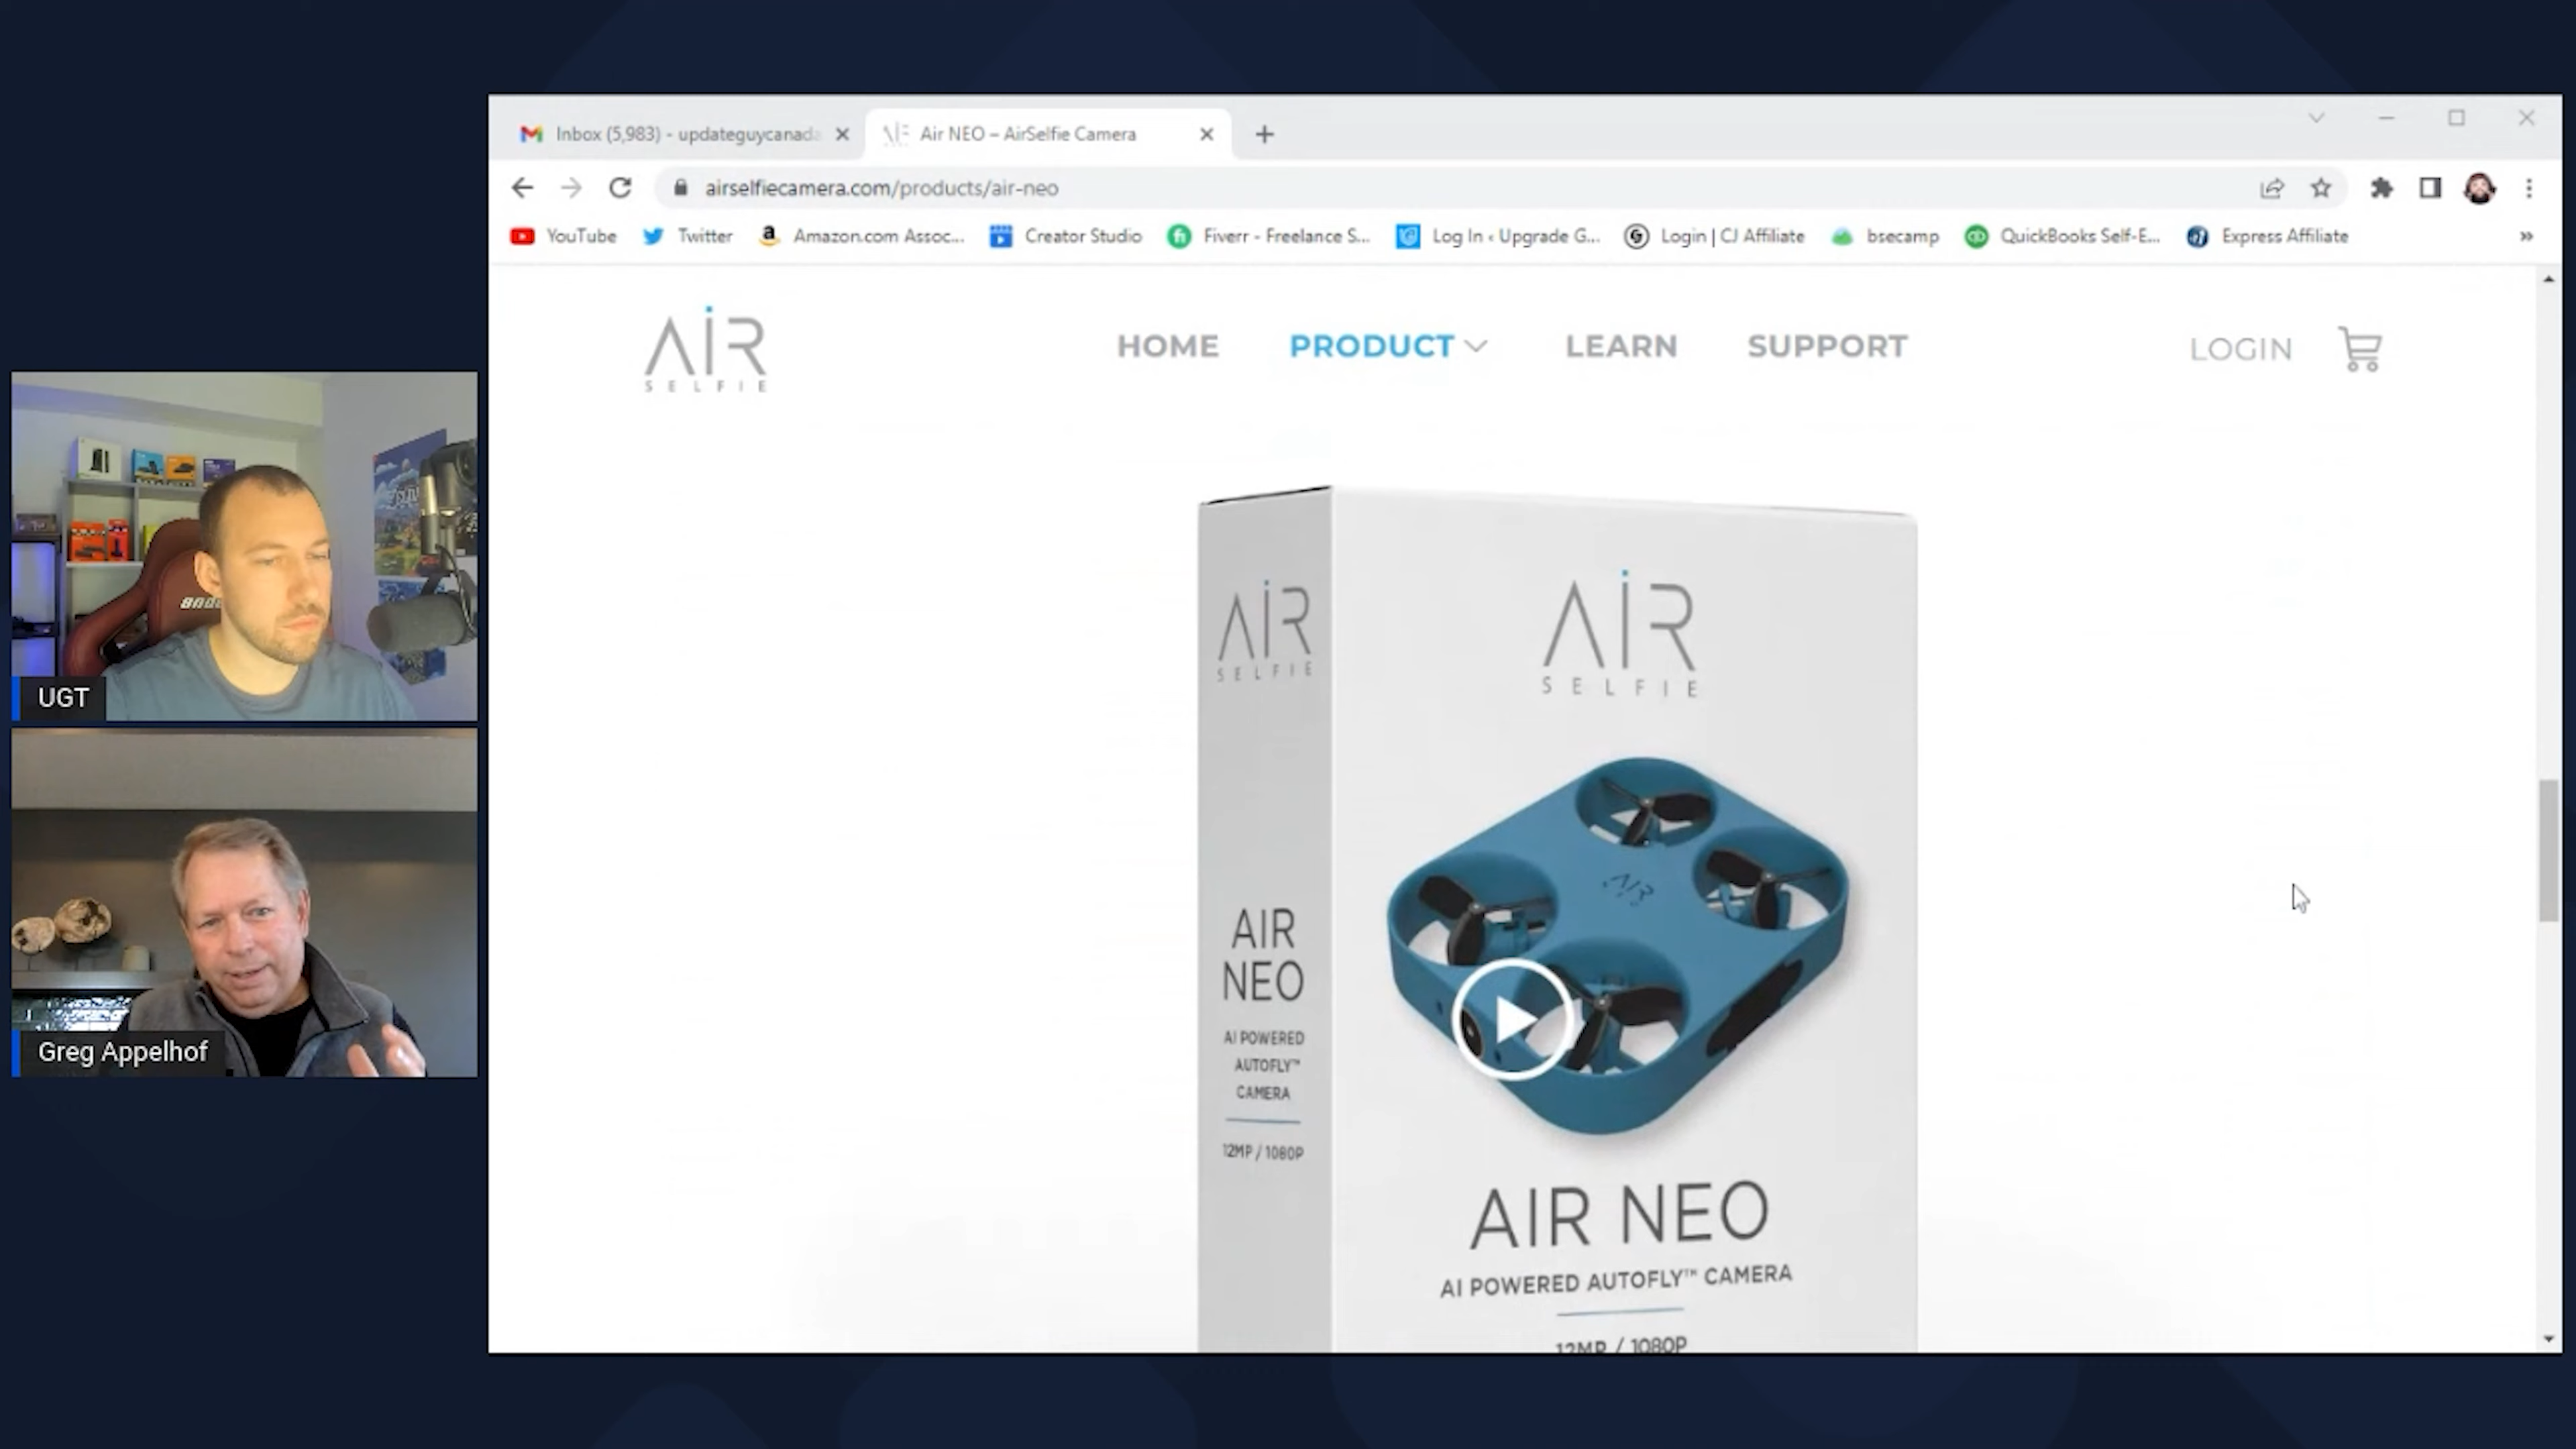 Inbox (5,983) - updateguycanada
Air NEO – AirSelfie Camera
airselfiecamera.com/products/air-neo
YouTube
Twitter
Amazon.com Assoc...
Creator Studio
Fiverr - Freelance S...
Log In ‹ Upgrade G...
Login | CJ Affiliate
bsecamp
QuickBooks Self-E...
Express Affiliate
»
AIR
SELFIE
HOME
PRODUCT
LEARN
SUPPORT
LOGIN
UGT
Greg Appelhof
AIR
SELFIE
AIR
NEO
AI POWERED
AUTOFLY™
CAMERA
12MP / 1080P
AIR
SELFIE
AIR
AIR NEO
AI POWERED AUTOFLY™ CAMERA
12MP / 1080P